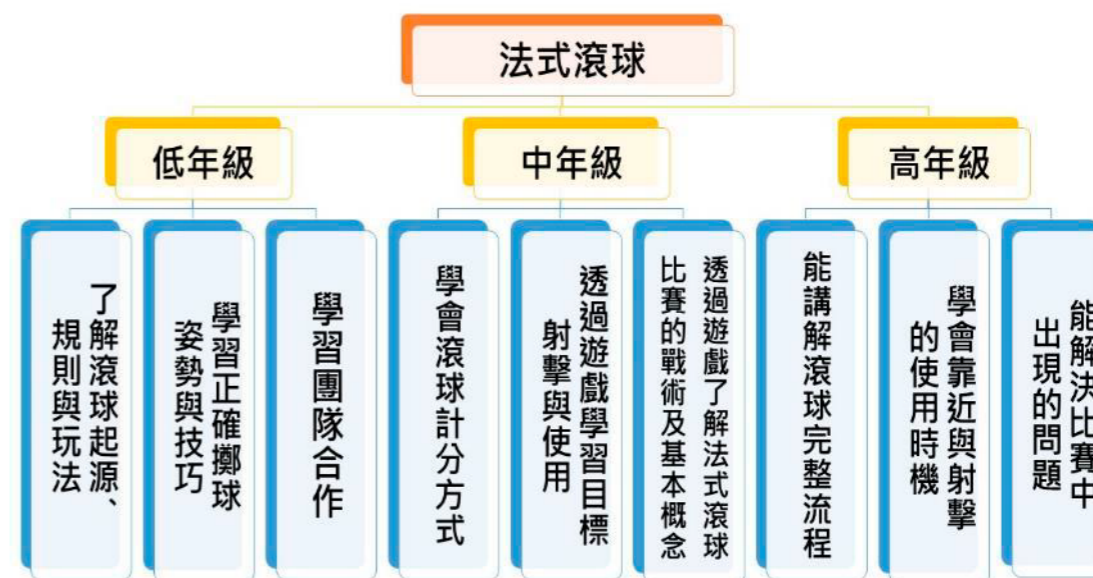 法式滾球
低年級
中年級
高年級
了解滾球起源、
規則與玩法
學習正確擲球
姿勢與技巧
學習團隊合作
學會滾球計分方式
透過遊戲學習目標
射擊與使用
透過遊戲了解法式滾球
比賽的戰術及基本概念
能講解滾球完整流程
學會靠近與射擊
的使用時機
能解決比賽中
出現的問題